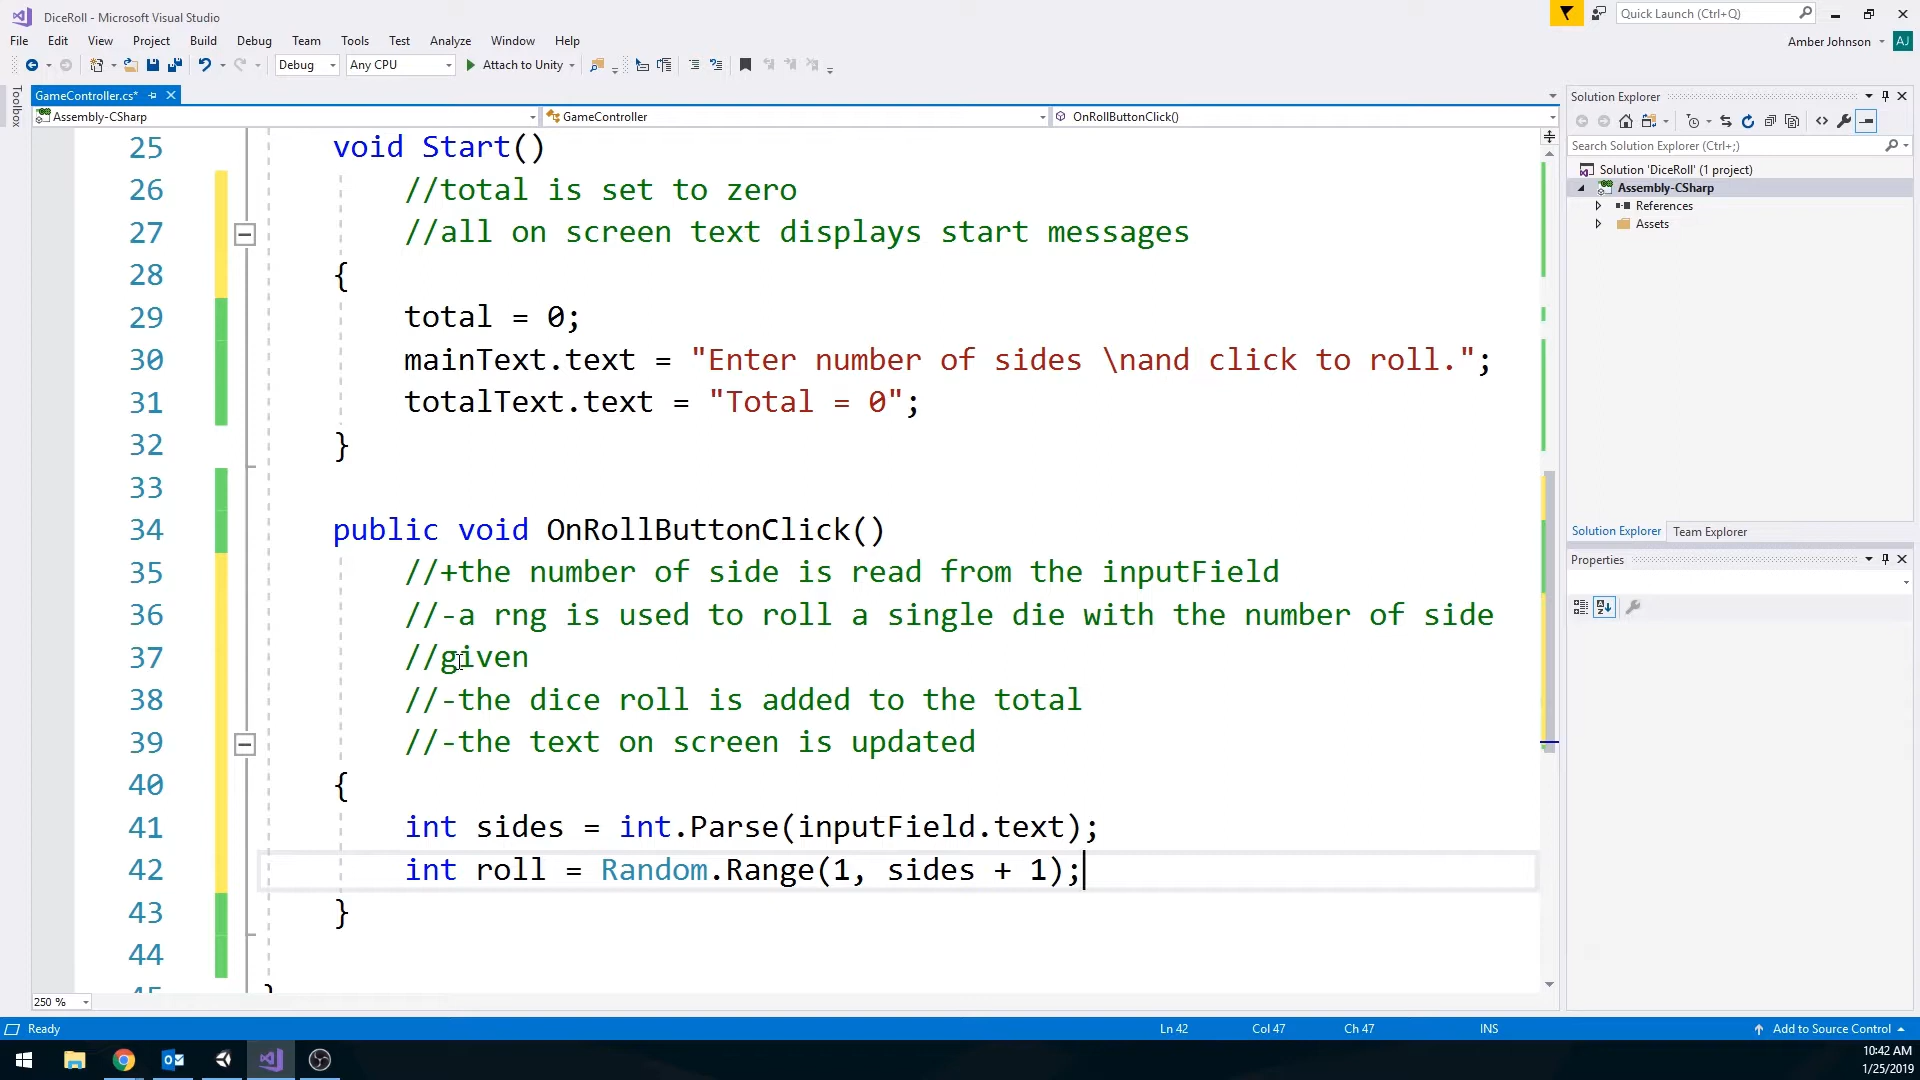 DiceRoll - Microsoft Visual Studio
Quick Launch (Ctrl+Q)
File Edit View Project Build Debug Team Tools Test Analyze Window Help
Amber Johnson AJ
Debug Any CPU Attach to Unity
Toolbox
GameController.cs*
Assembly-CSharp GameController OnRollButtonClick()
25 void Start()
26 //total is set to zero
27 //all on screen text displays start messages
28 {
29 total = 0;
30 mainText.text = "Enter number of sides \nand click to roll.";
31 totalText.text = "Total = 0";
32 }
33
34 public void OnRollButtonClick()
35 //+the number of side is read from the inputField
36 //-a rng is used to roll a single die with the number of side
37 //given
38 //-the dice roll is added to the total
39 //-the text on screen is updated
40 {
41 int sides = int.Parse(inputField.text);
42 int roll = Random.Range(1, sides + 1);
43 }
44
45 }
250 %
Solution Explorer
Search Solution Explorer (Ctrl+;)
Solution 'DiceRoll' (1 project)
Assembly-CSharp
References
Assets
Solution Explorer Team Explorer
Properties
Ready Ln 42 Col 47 Ch 47 INS Add to Source Control
10:42 AM
1/25/2019